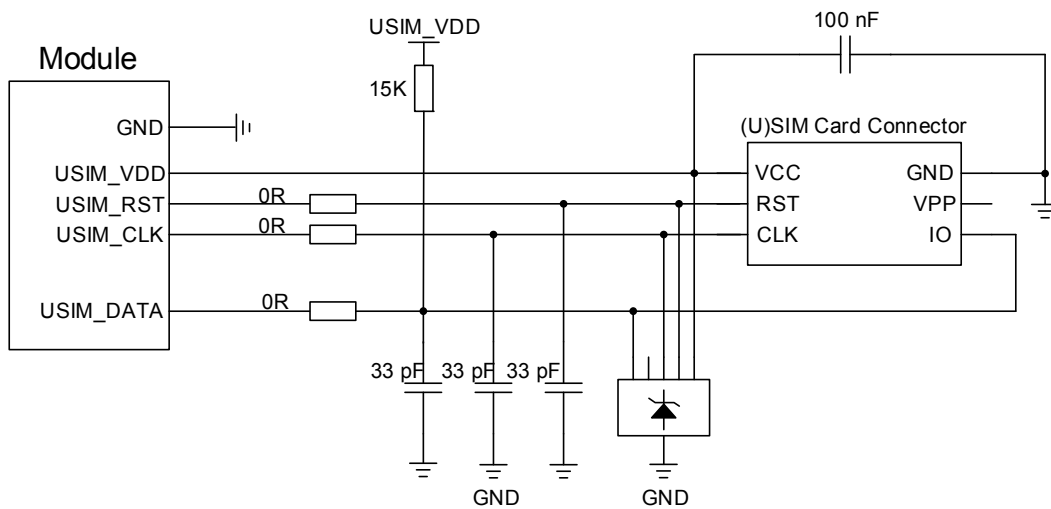 100 nF
USIM_VDD
Module
15K
(U)SIM Card Connector
GND
USIM_VDD
VCC
GND
USIM_RST
0R
RST
VPP
USIM_CLK
0R
CLK
IO
USIM_DATA
0R
33 pF
33 pF
33 pF
GND
GND